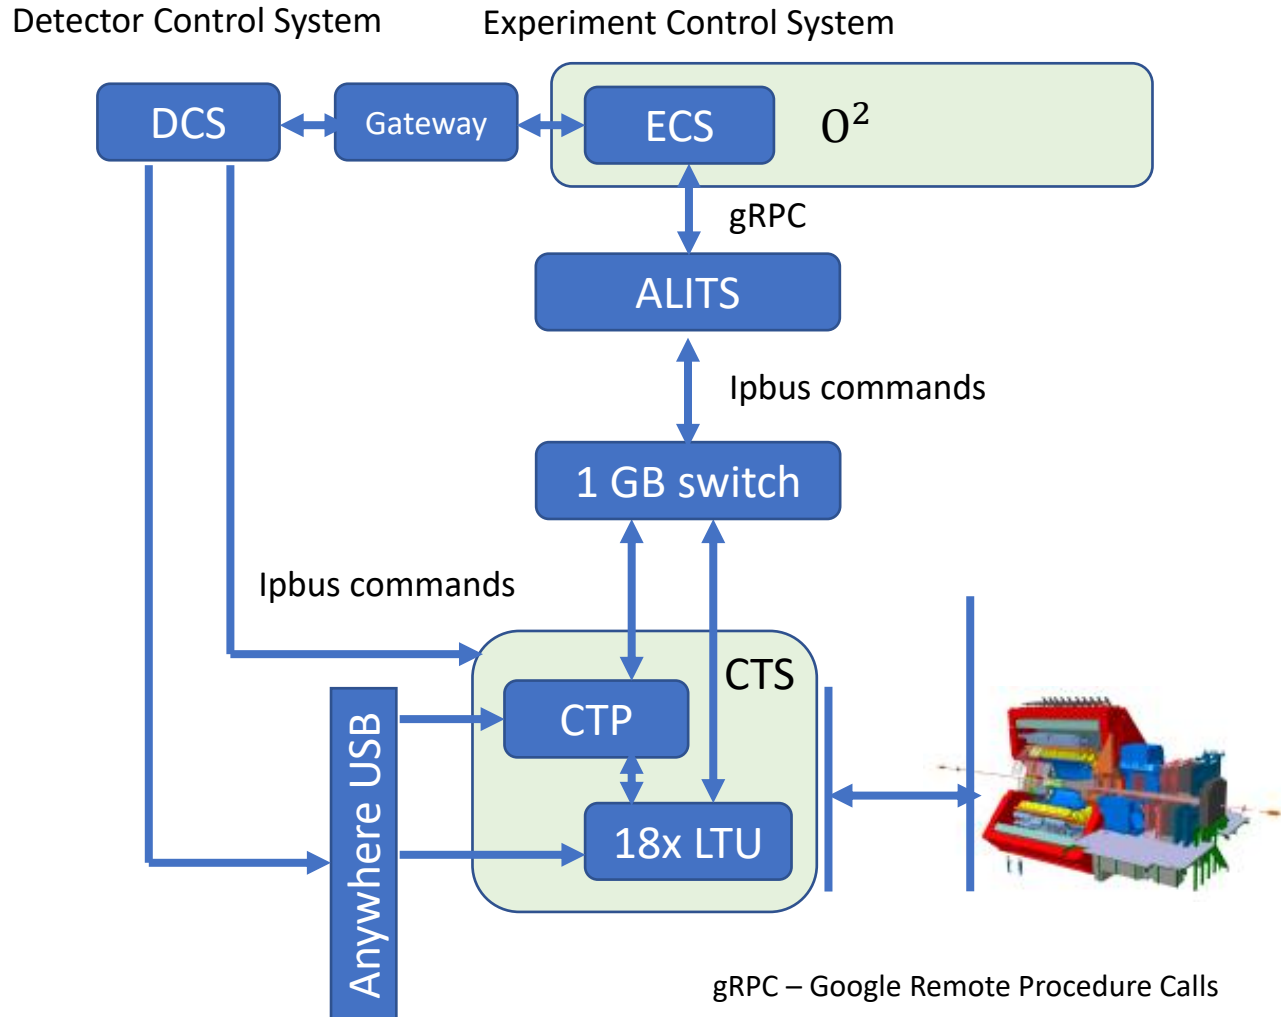 Detector Control System
Experiment Control System
DCS
Gateway
ECS
O²
gRPC
ALITS
Ipbus commands
1 GB switch
Ipbus commands
CTS
CTP
18x LTU
Anywhere USB
gRPC – Google Remote Procedure Calls